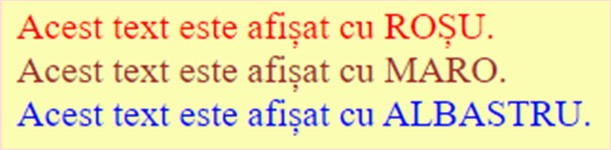 Acest text este afișat cu ROȘU.
Acest text este afișat cu MARO.
Acest text este afișat cu ALBASTRU.